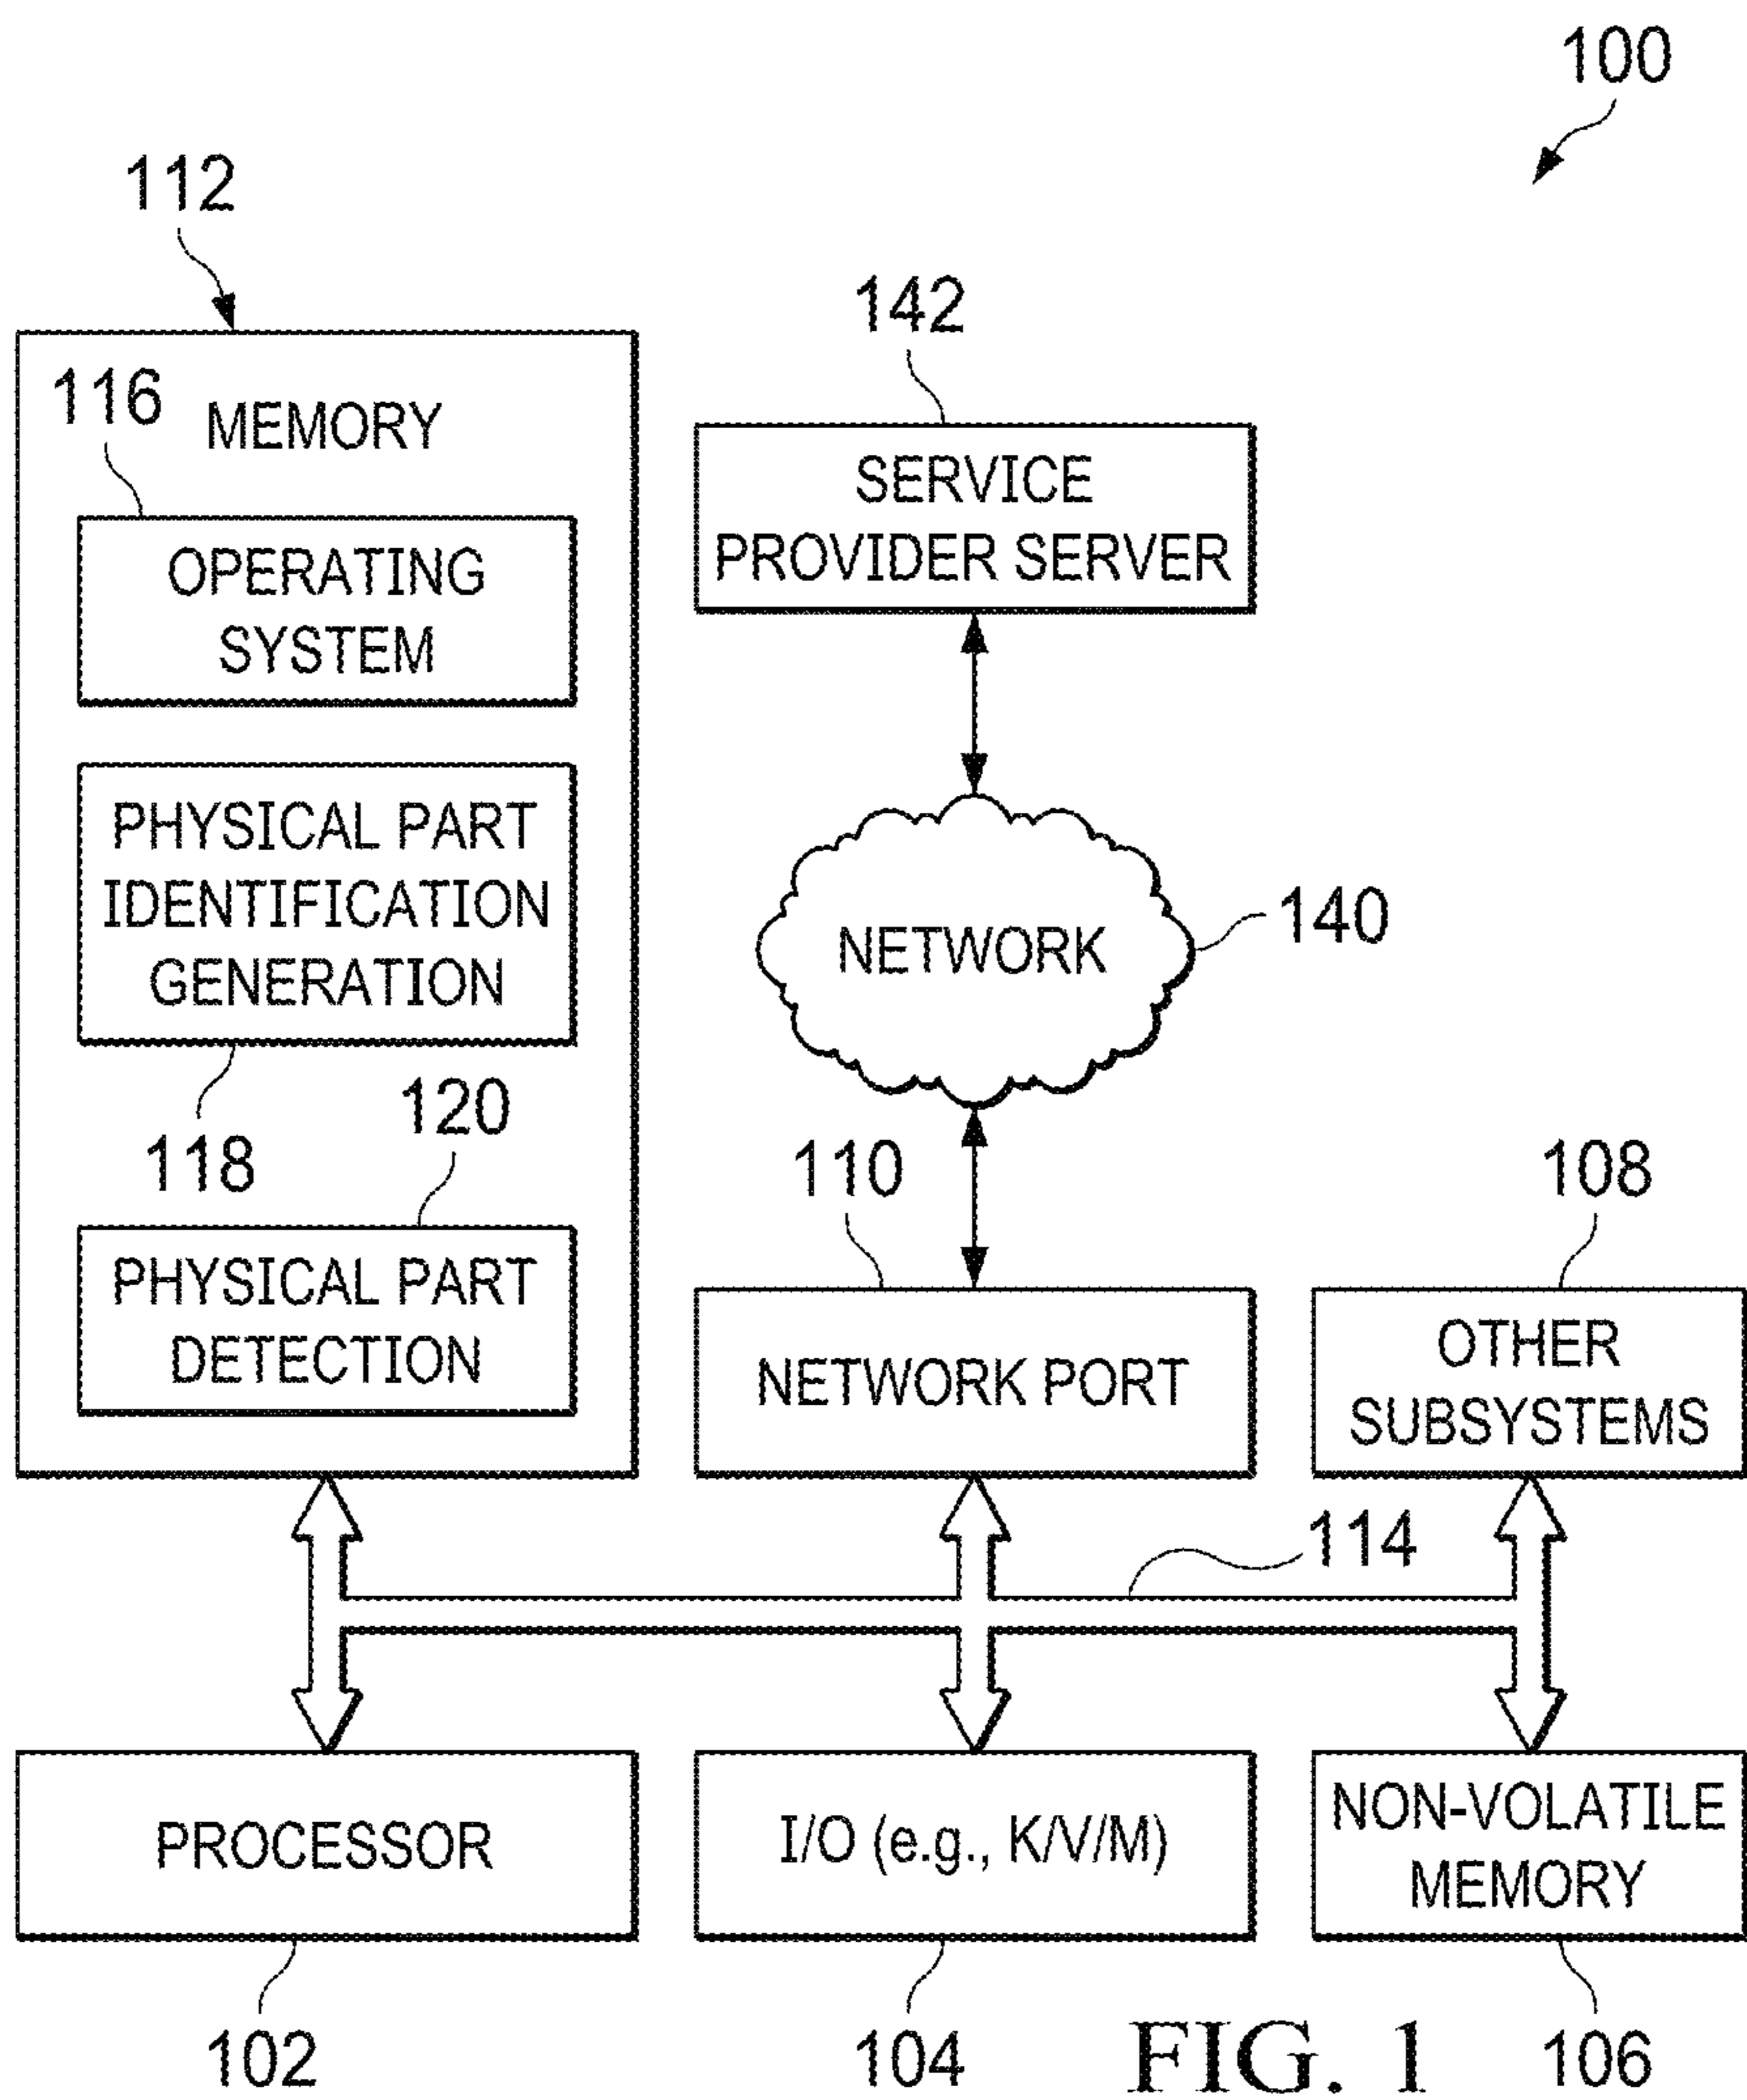 100
112
142
116
MEMORY
SERVICE
PROVIDER SERVER
OPERATING
SYSTEM
PHYSICAL PART
IDENTIFICATION
GENERATION
NETWORK
140
120
118
110
108
PHYSICAL PART
DETECTION
NETWORK PORT
OTHER
SUBSYSTEMS
114
PROCESSOR
I/O (e.g., K/V/M)
NON-VOLATILE
MEMORY
102
104
106
FIG. 1